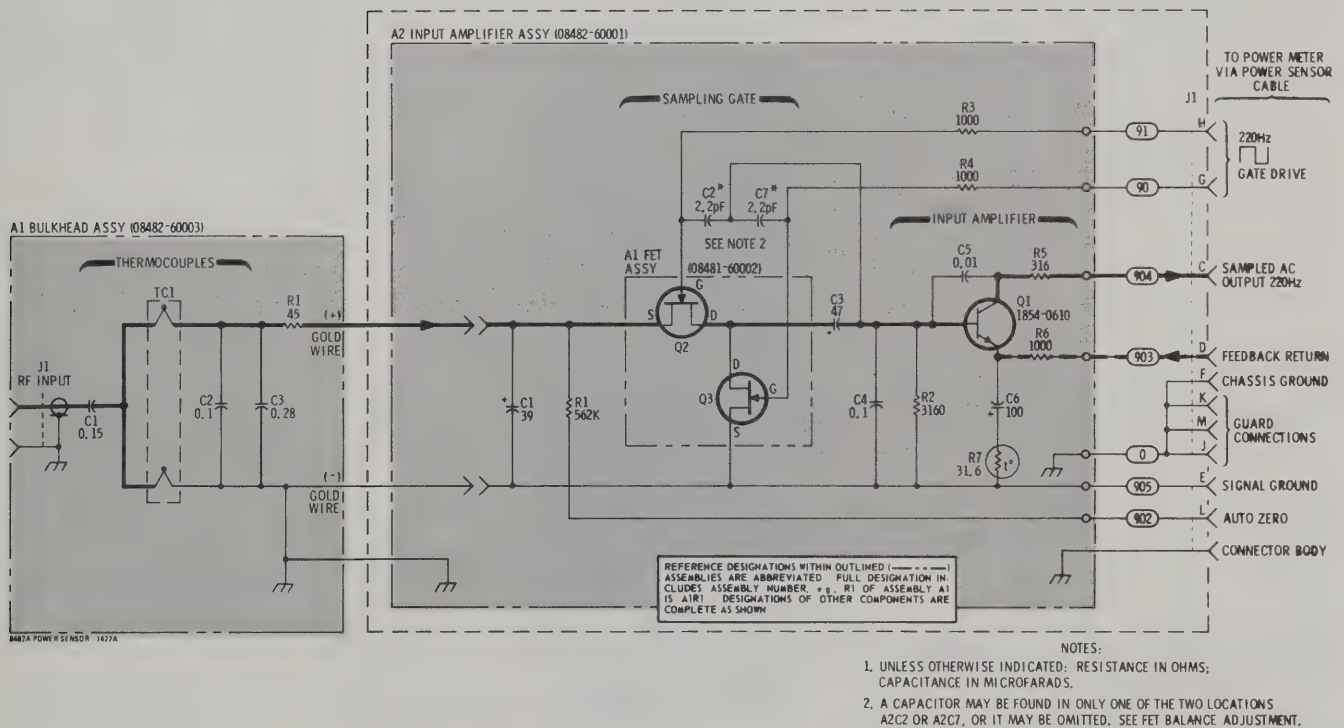 A2 INPUT AMPLIFIER ASSY (08482-60001)
TO POWER METER
VIA POWER SENSOR
CABLE
SAMPLING GATE
J1
R3
1000
91
H
220Hz
GATE DRIVE
R4
1000
90
G
C2*
2.2pF
C7*
2.2pF
SEE NOTE 2
INPUT AMPLIFIER
A1 BULKHEAD ASSY (08482-60003)
THERMOCOUPLES
TC1
A1 FET
ASSY
(08481-60002)
G
S
D
Q2
C5
0.01
R5
316
904
C
SAMPLED AC
OUTPUT 220Hz
R1
45
(+)
GOLD
WIRE
C3
47
+
Q1
1854-0610
R6
1000
903
D
FEEDBACK RETURN
J1
RF INPUT
C1
0.15
C2
0.1
C3
0.28
+
C1
39
R1
562K
D
G
Q3
S
C4
0.1
R2
3160
C6
100
+
F
CHASSIS GROUND
K
M
J
GUARD
CONNECTIONS
0
R7
31.6
t°
(-)
GOLD
WIRE
905
E
SIGNAL GROUND
902
L
AUTO ZERO
CONNECTOR BODY
REFERENCE DESIGNATIONS WITHIN OUTLINED (— - - —)
ASSEMBLIES ARE ABBREVIATED FULL DESIGNATION IN-
CLUDES ASSEMBLY NUMBER, e g , R1 OF ASSEMBLY A1
IS A1R1 DESIGNATIONS OF OTHER COMPONENTS ARE
COMPLETE AS SHOWN
8482A POWER SENSOR 1427A
NOTES:
1. UNLESS OTHERWISE INDICATED: RESISTANCE IN OHMS;
CAPACITANCE IN MICROFARADS.
2. A CAPACITOR MAY BE FOUND IN ONLY ONE OF THE TWO LOCATIONS
A2C2 OR A2C7, OR IT MAY BE OMITTED. SEE FET BALANCE ADJUSTMENT.